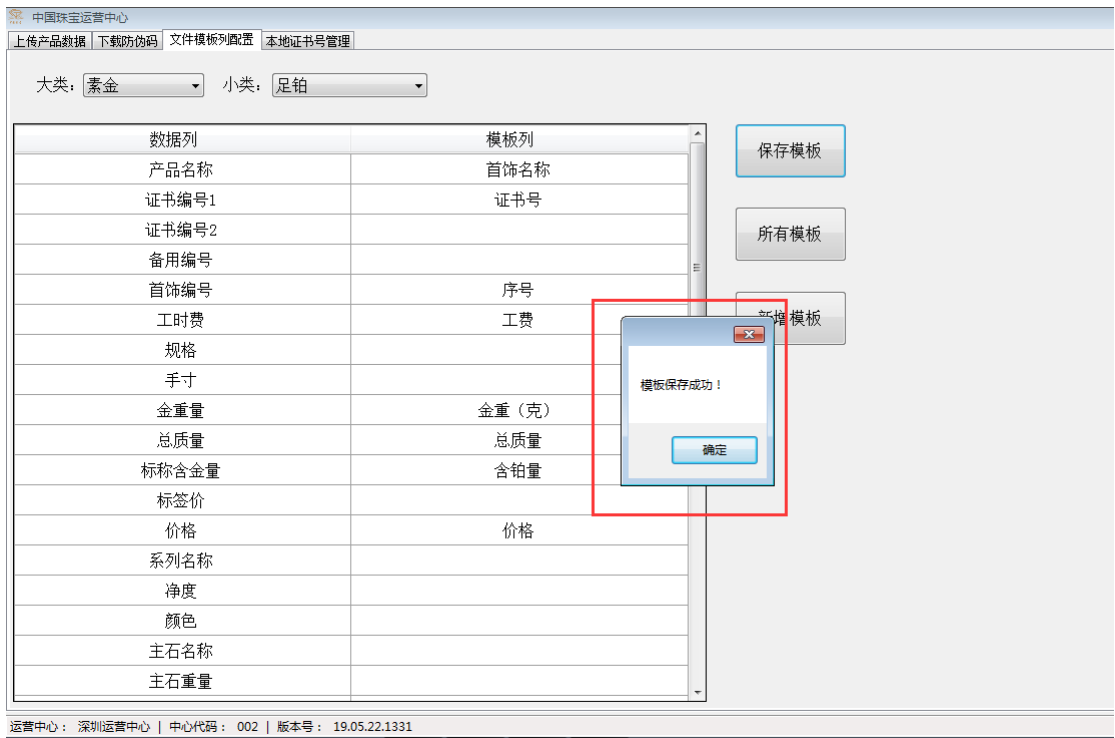 中国珠宝运营中心
上传产品数据 下载防伪码 文件模板列配置 本地证书号管理
大类： 素金 小类： 足铂
数据列 模板列
产品名称 首饰名称
证书编号1 证书号
证书编号2
备用编号
首饰编号 序号
工时费 工费
规格
手寸
金重量 金重（克）
总质量 总质量
标称含金量 含铂量
标签价
价格 价格
系列名称
净度
颜色
主石名称
主石重量
保存模板
所有模板
新增模板
模板保存成功！
确定
运营中心： 深圳运营中心 | 中心代码： 002 | 版本号： 19.05.22.1331